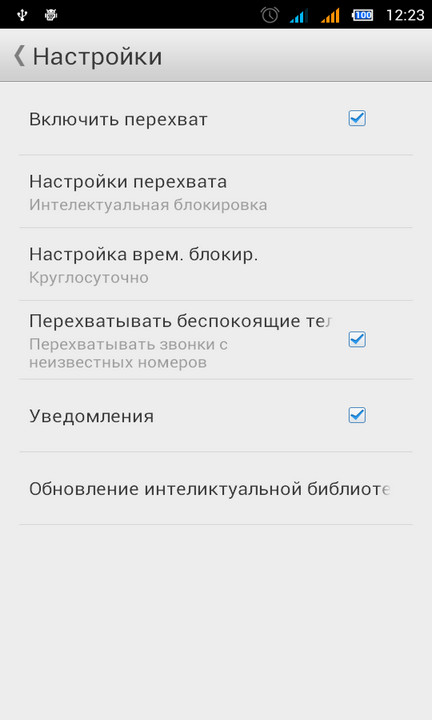 100 12:23
Настройки
Включить перехват
Настройки перехвата
Интелектуальная блокировка
Настройка врем. блокир.
Круглосуточно
Перехватывать беспокоящие тел
Перехватывать звонки с
неизвестных номеров
Уведомления
Обновление интеликтуальной библиоте